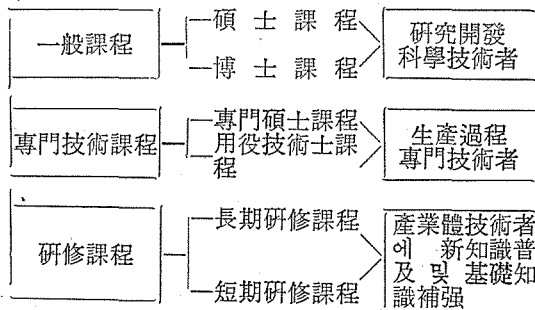 一般課程
碩士課程
博士課程
硏究開發
科學技術者
專門技術課程
專門碩士課程
用役技術士課
程
生產過程
專門技術者
硏修課程
長期硏修課程
短期硏修課程
產業體技術者
에 新知識普
及 및 基礎知
識補强